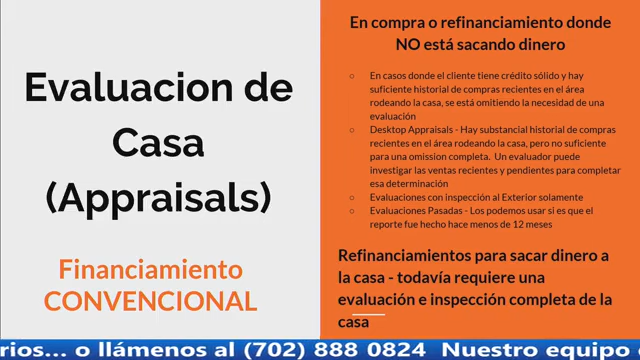 Evaluacion de
Casa
(Appraisals)
Financiamiento
CONVENCIONAL
En compra o refinanciamiento donde
NO está sacando dinero
○ En casos donde el cliente tiene crédito sólido y hay
suficiente historial de compras recientes en el área
rodeando la casa, se está omitiendo la necesidad de una
evaluación
○ Desktop Appraisals - Hay substancial historial de compras
recientes en el área rodeando la casa, pero no suficiente
para una omission completa. Un evaluador puede
investigar las ventas recientes y pendientes para completar
esa determinación
○ Evaluaciones con inspección al Exterior solamente
○ Evaluaciones Pasadas - Los podemos usar si es que el
reporte fue hecho hace menos de 12 meses
Refinanciamientos para sacar dinero a
la casa - todavía requiere una
evaluación e inspección completa de la
casa
rios... o llámenos al (702) 888 0824 Nuestro equipo